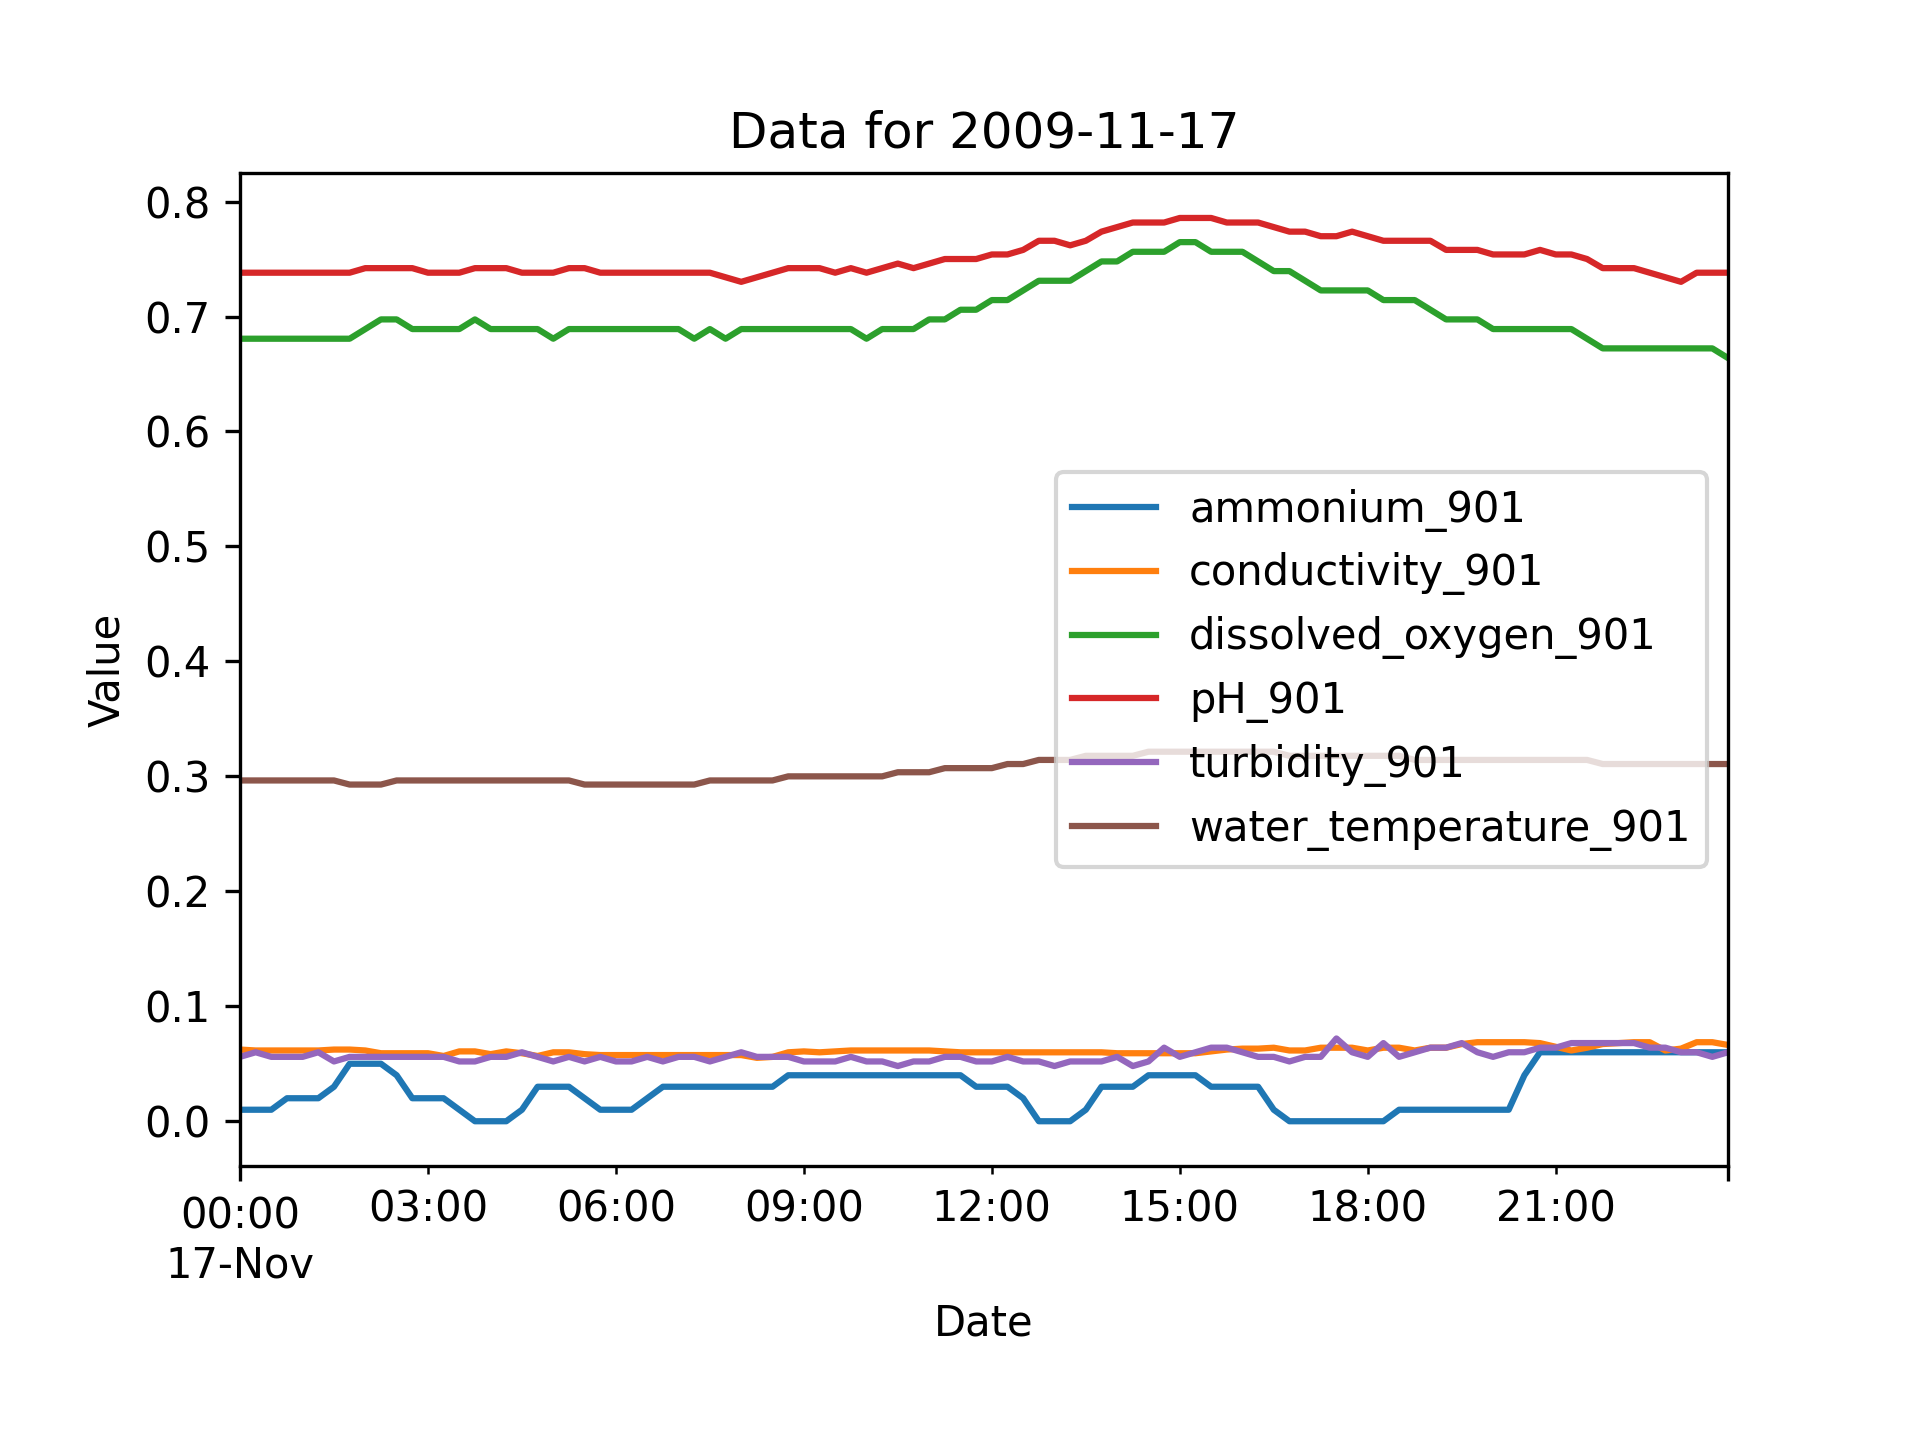 Data for 2009-11-17
Value
0.8
0.7
0.6
0.5
0.4
0.3
0.2
0.1
0.0
ammonium_901
conductivity_901
dissolved_oxygen_901
pH_901
turbidity_901
water_temperature_901
00:00 03:00 06:00 09:00 12:00 15:00 18:00 21:00
17-Nov
Date